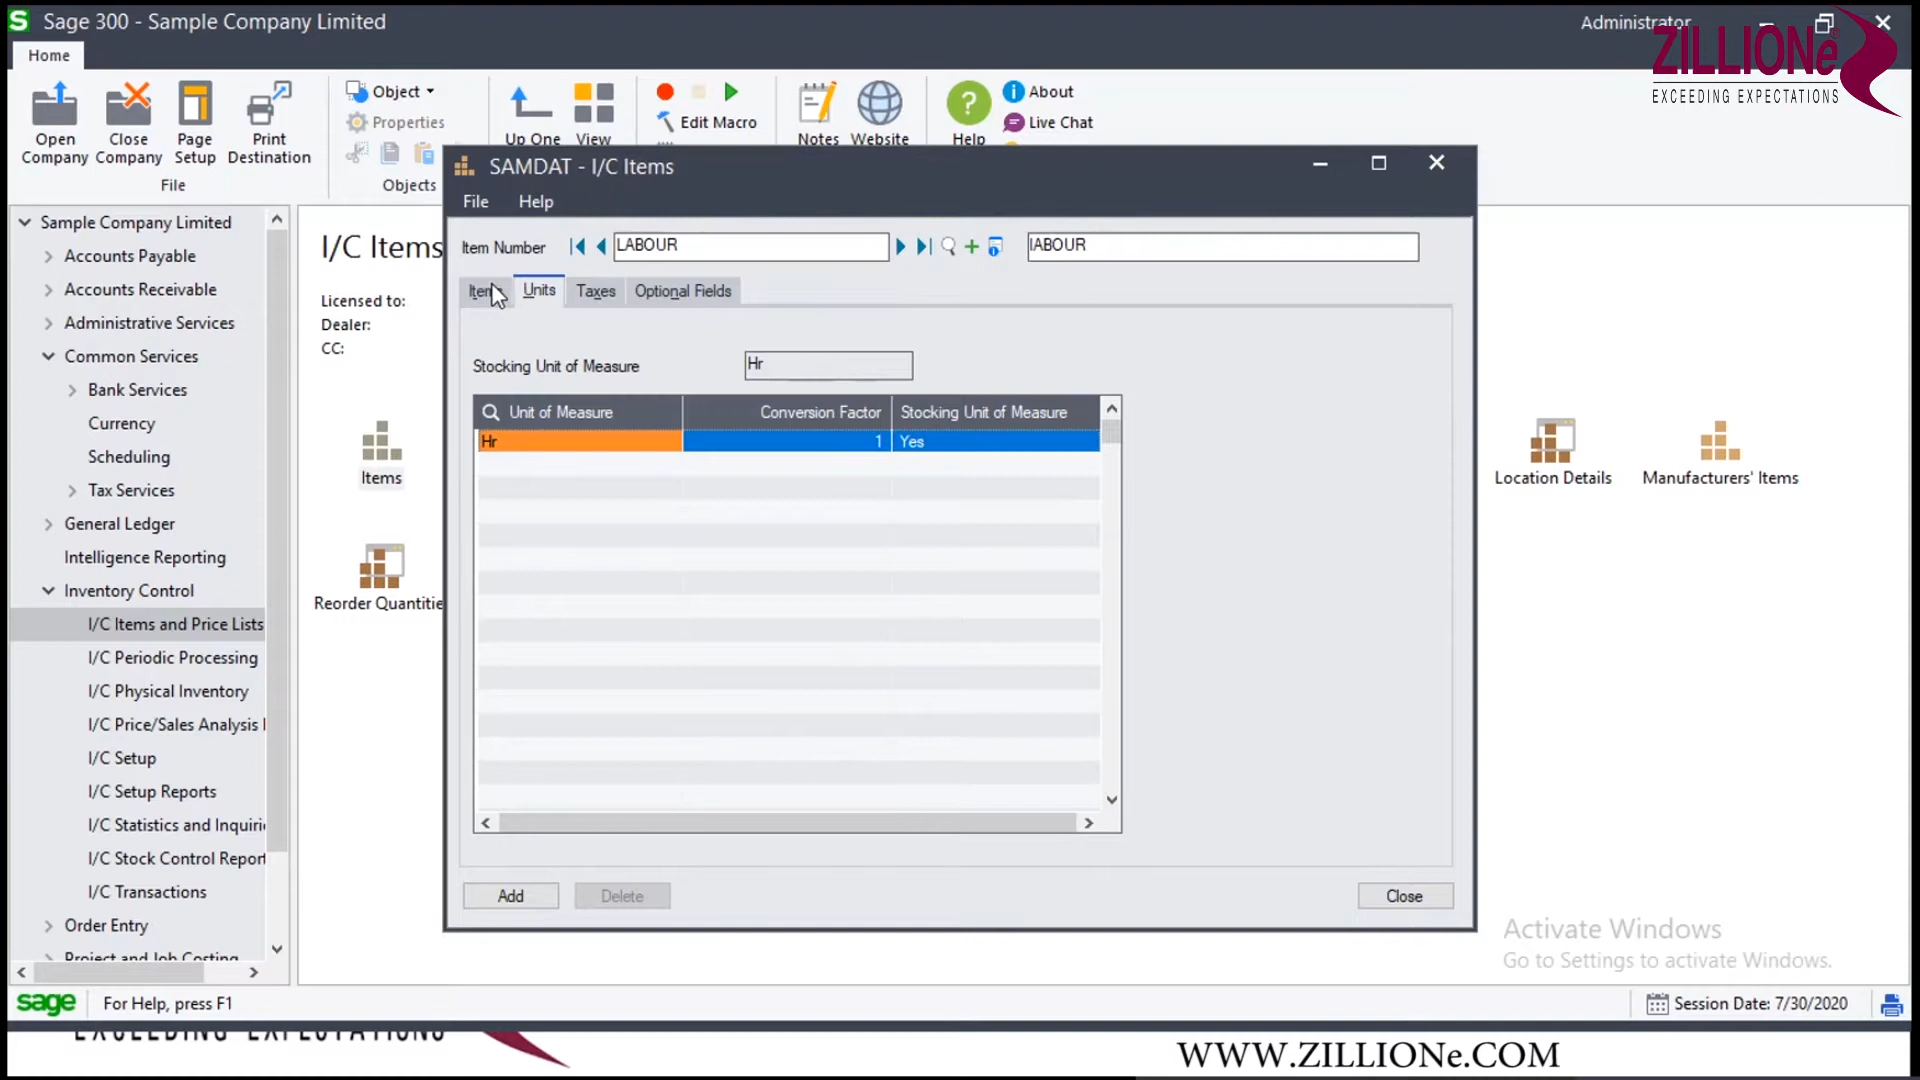 Sage 300 - Sample Company Limited
Administrator
ZILLIONe
EXCEEDING EXPECTATIONS
Home
Open Company
Close Company
Page Setup
Print Destination
File
Object
Properties
Objects
Up One
View
Edit Macro
Notes
Website
Help
About
Live Chat
Sample Company Limited
Accounts Payable
Accounts Receivable
Administrative Services
Common Services
Bank Services
Currency
Scheduling
Tax Services
General Ledger
Intelligence Reporting
Inventory Control
I/C Items and Price Lists
I/C Periodic Processing
I/C Physical Inventory
I/C Price/Sales Analysis
I/C Setup
I/C Setup Reports
I/C Statistics and Inquiri
I/C Stock Control Report
I/C Transactions
Order Entry
Project and Job Costing
I/C Items
Licensed to:
Dealer:
CC:
Items
Reorder Quantitie
Location Details
Manufacturers' Items
SAMDAT - I/C Items
File Help
Item Number LABOUR lABOUR
Item Units Taxes Optional Fields
Stocking Unit of Measure Hr
Unit of Measure Conversion Factor Stocking Unit of Measure
Hr 1 Yes
Add Delete Close
Activate Windows
Go to Settings to activate Windows.
sage For Help, press F1 Session Date: 7/30/2020
EXCEEDING EXPECTATIONS
WWW.ZILLIONe.COM